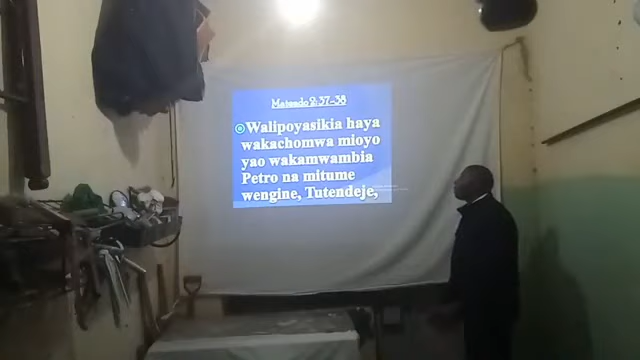 Matendo 2:37-38
Walipoyasikia haya
wakachomwa mioyo
yao wakamwambia
Petro na mitume
wengine, Tutendeje,